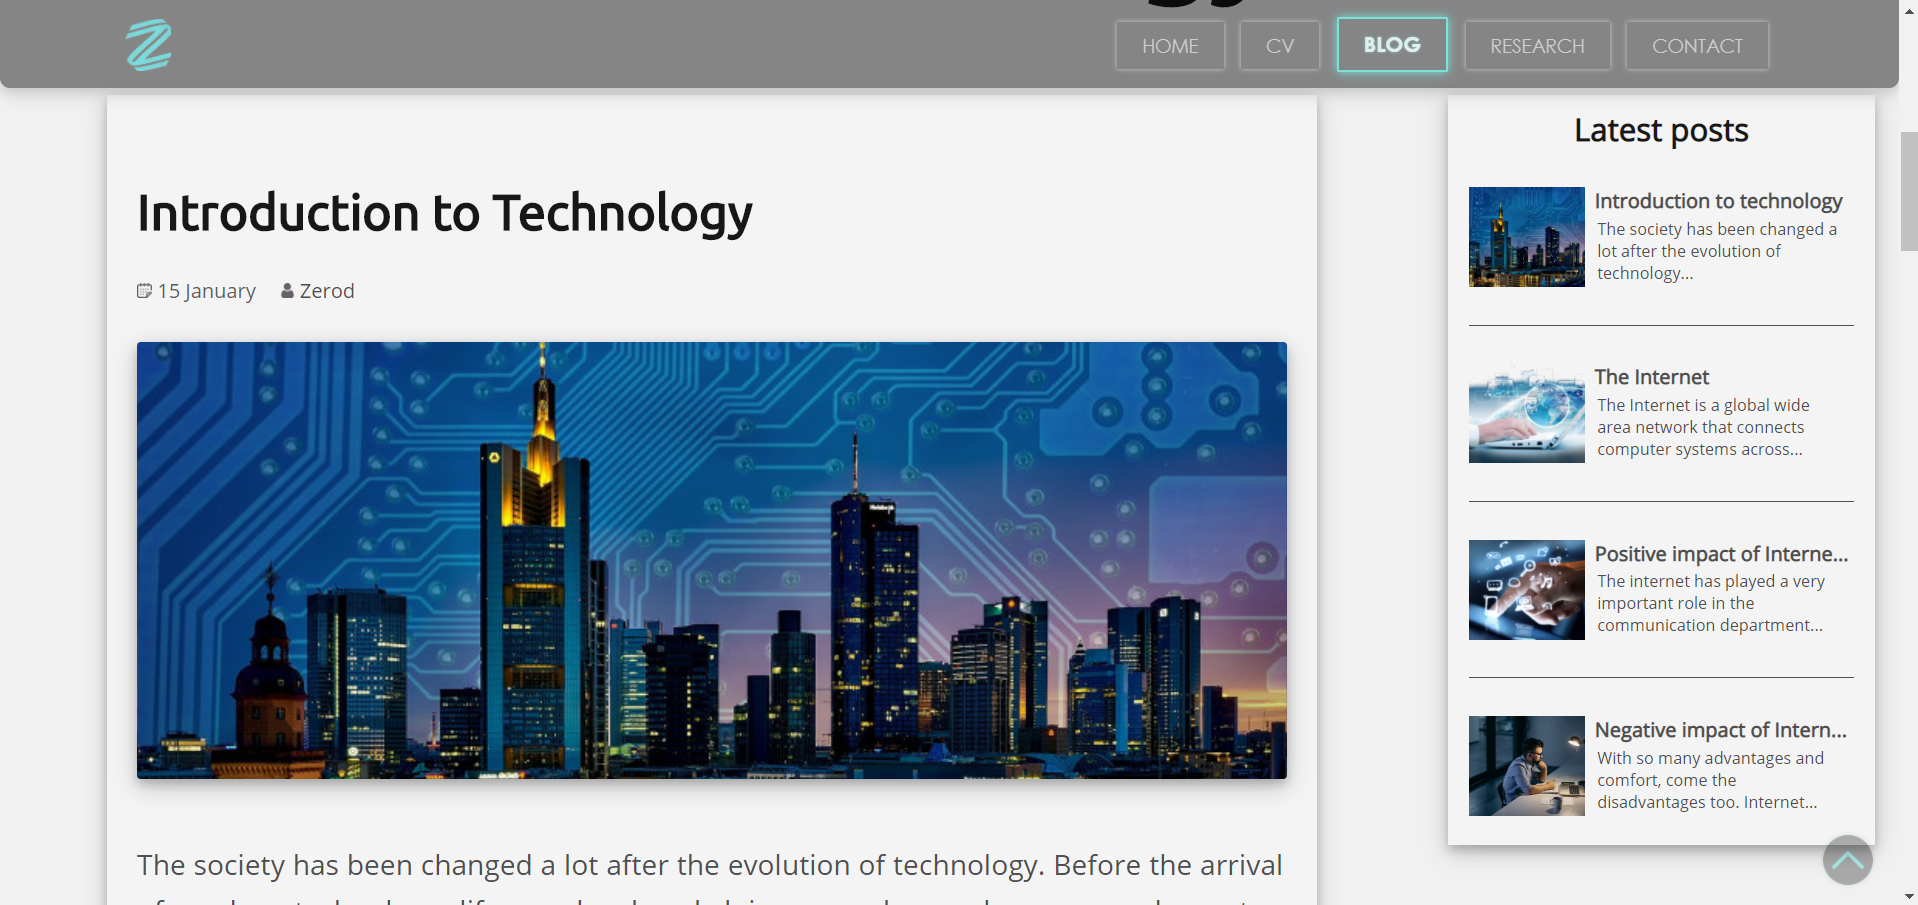 HOME
CV
BLOG
RESEARCH
CONTACT
Introduction to Technology
15 January
Zerod
The society has been changed a lot after the evolution of technology. Before the arrival
Latest posts
Introduction to technology
The society has been changed a
lot after the evolution of
technology...
The Internet
The Internet is a global wide
area network that connects
computer systems across...
Positive impact of Interne...
The internet has played a very
important role in the
communication department...
Negative impact of Intern...
With so many advantages and
comfort, come the
disadvantages too. Internet...